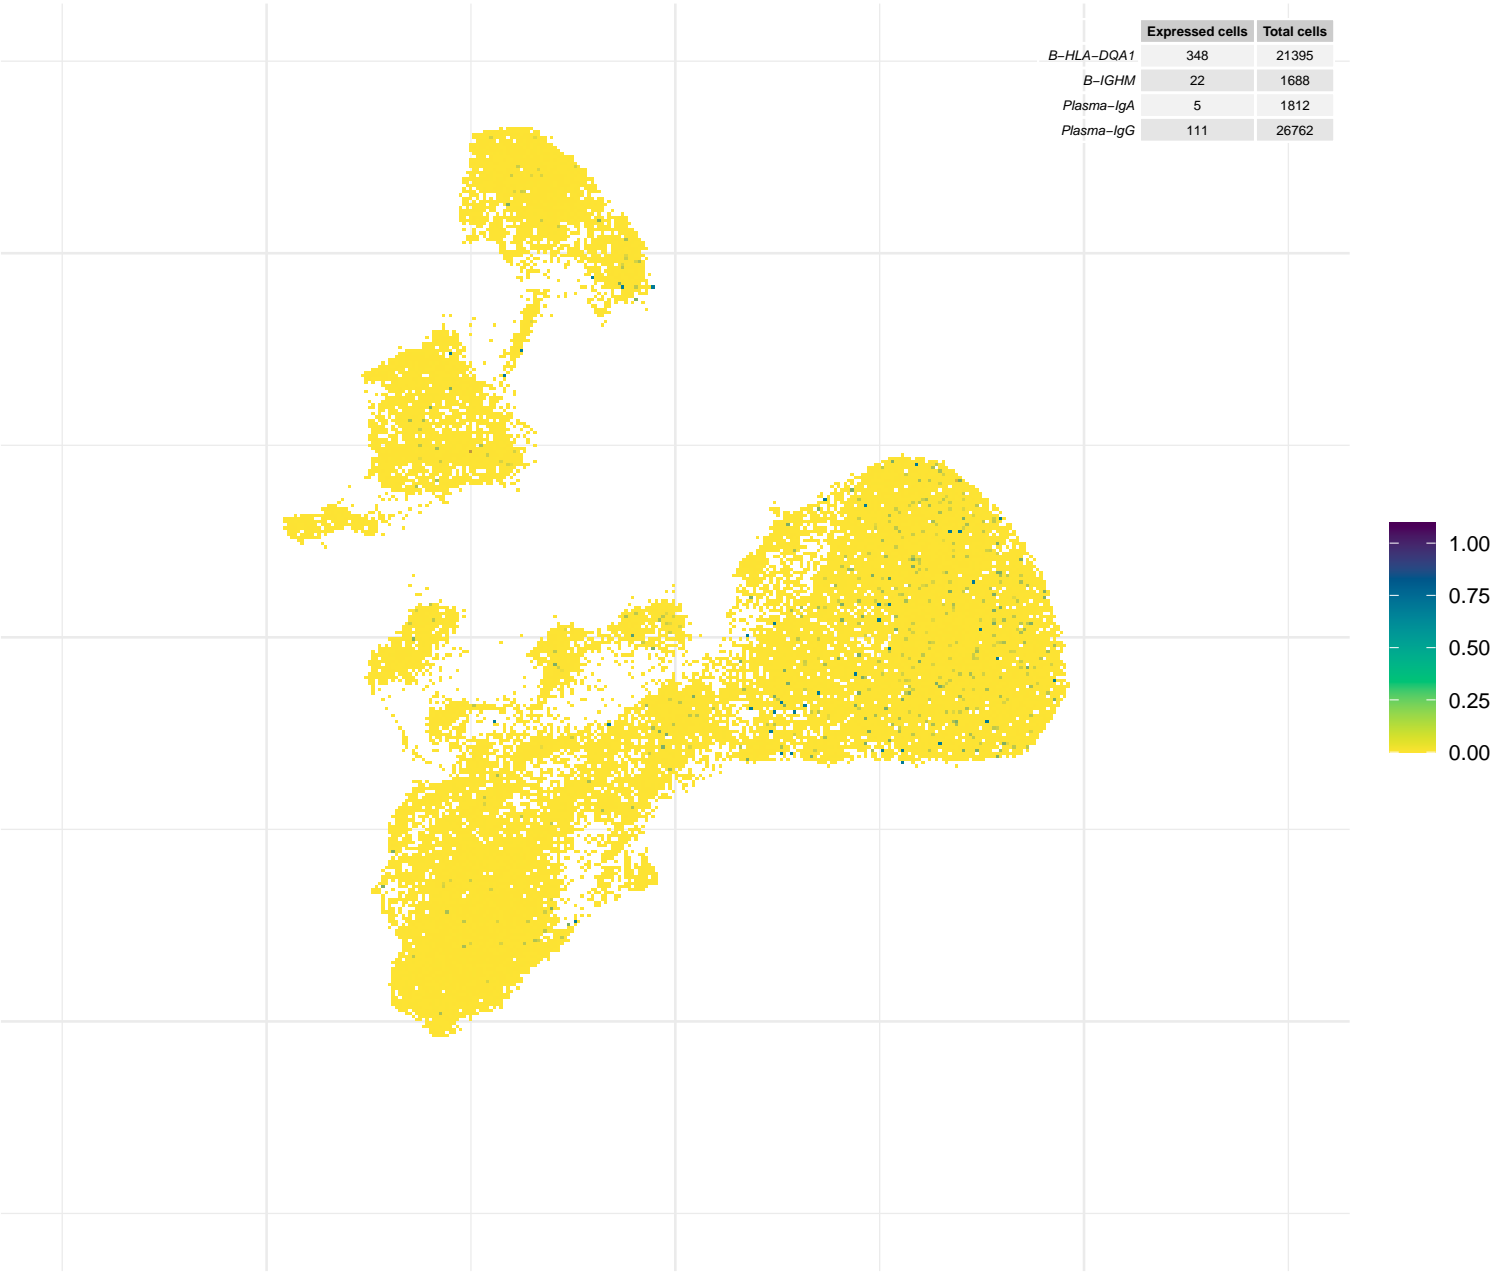 Expressed cells Total cells
B−HLA−DQA1 348 21395
B−IGHM 22 1688
Plasma−IgA 5 1812
Plasma−IgG 111 26762
1.00
0.75
0.50
0.25
0.00